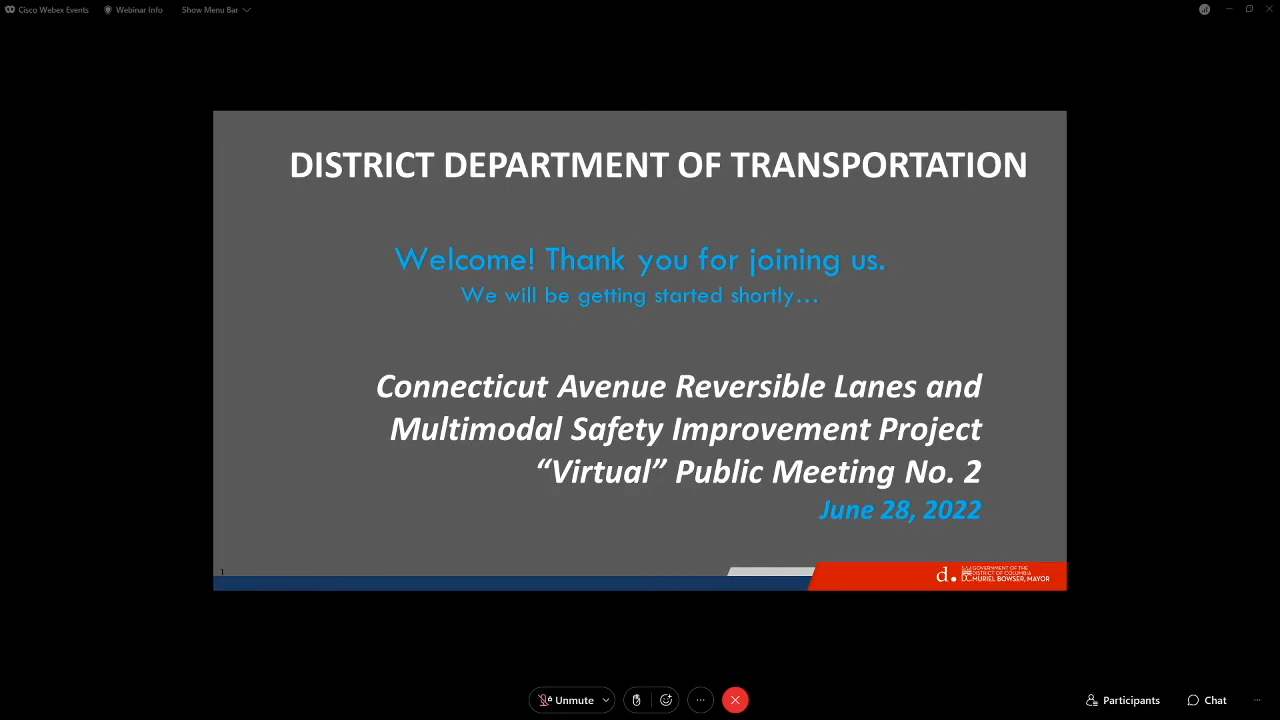 Cisco Webex Events
Webinar Info
Show Menu Bar
DISTRICT DEPARTMENT OF TRANSPORTATION
Welcome! Thank you for joining us.
We will be getting started shortly…
Connecticut Avenue Reversible Lanes and
Multimodal Safety Improvement Project
“Virtual” Public Meeting No. 2
June 28, 2022
1
d.
GOVERNMENT OF THE
DISTRICT OF COLUMBIA
DC MURIEL BOWSER, MAYOR
Unmute
Participants
Chat